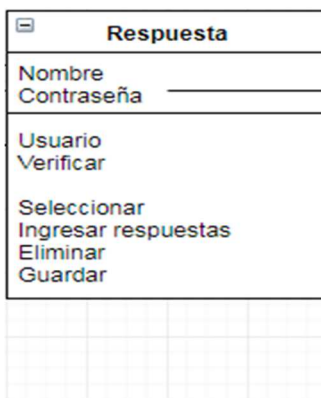 Respuesta
Nombre
Contraseña
Usuario
Verificar
Seleccionar
Ingresar respuestas
Eliminar
Guardar